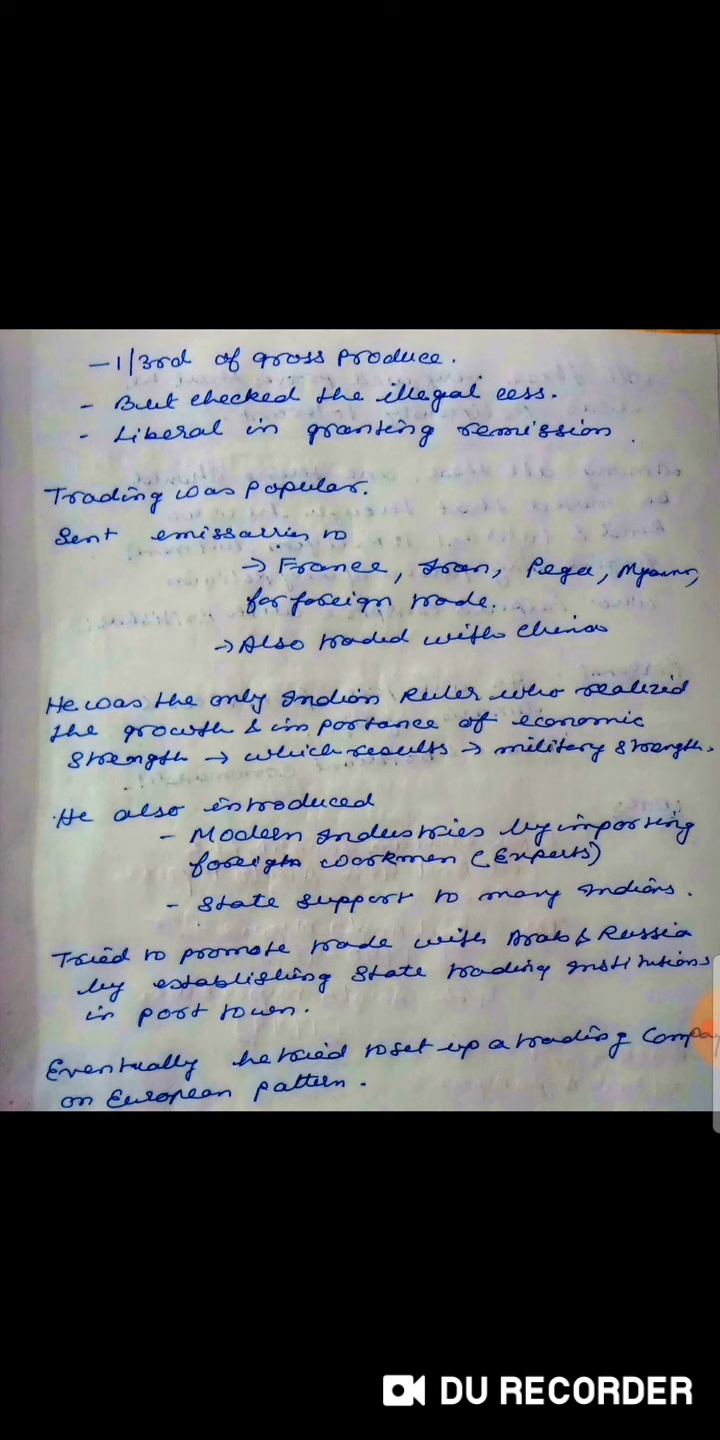 - 1/3rd of gross produce.
- But checked the illegal cess.
- Liberal in granting remission.
Trading was popular.
Sent emissarries to
→ France, Iran, Pegu, Myanmr,
for foreign trade.
→ Also traded with China
He was the only Indian Ruler who realized
the growth & importance of economic
strength → which results → military strength.
He also introduced
- Modern Industries by importing
foreign workmen (Experts)
- State support to many Indians.
Tried to promote trade with Arab & Russia
by establishing State trading Institutions
in port town.
Eventually he tried to set up a trading Company
on European pattern.
DU RECORDER